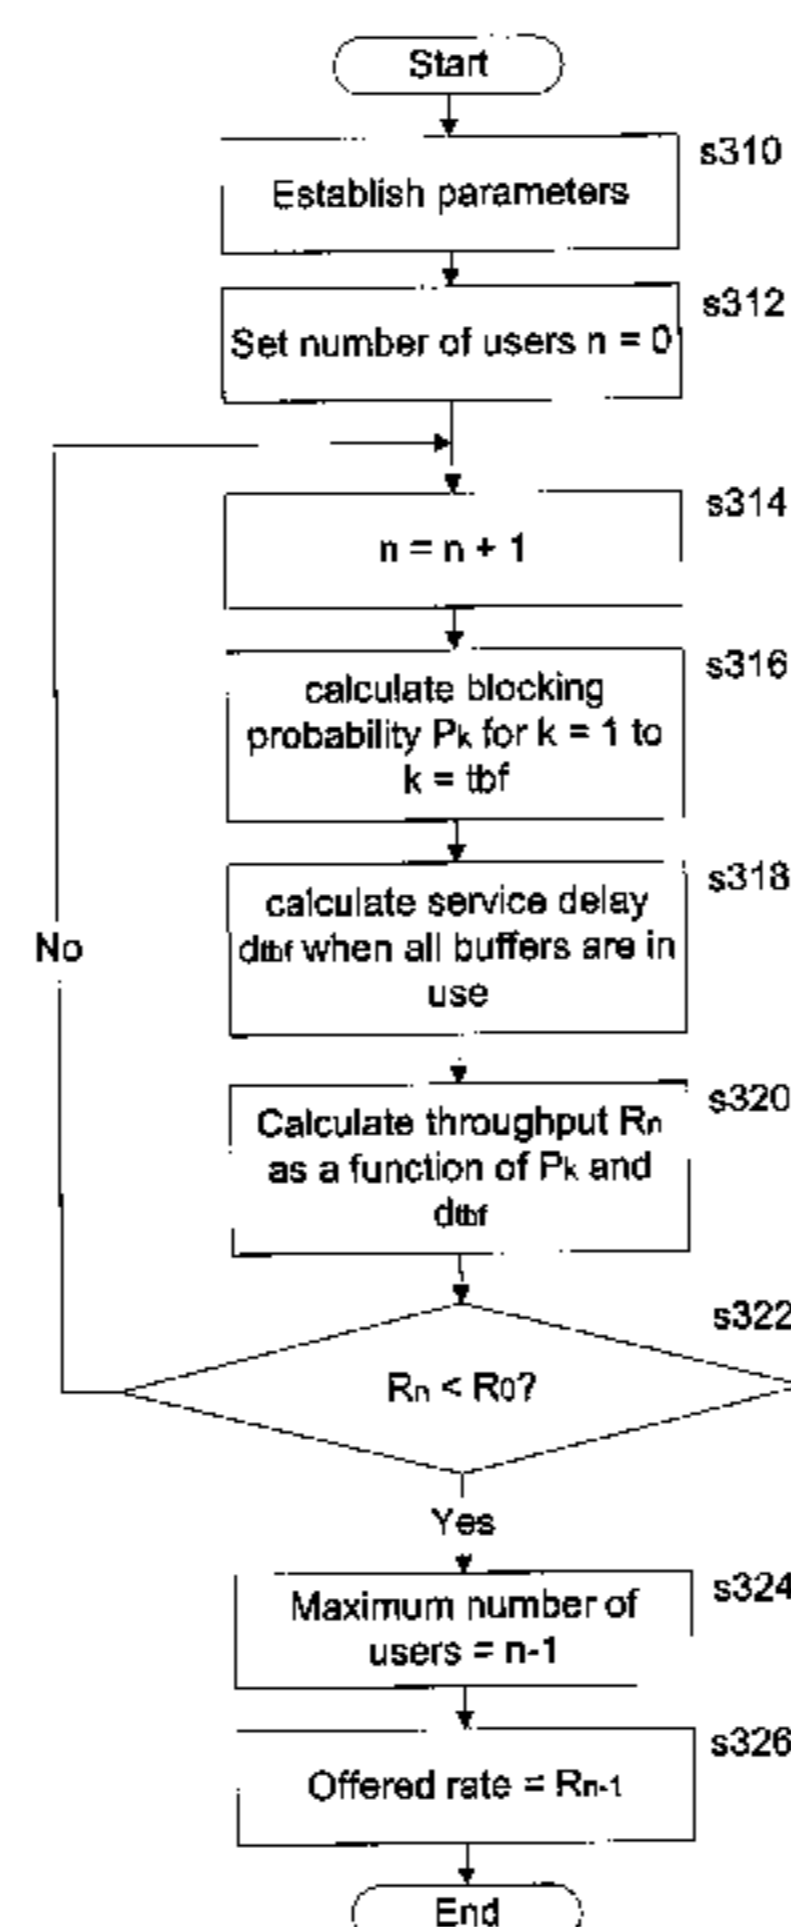 Start
s310
Establish parameters
s312
Set number of users n = 0
s314
n = n + 1
s316
calculate blocking
probability Pk for k = 1 to
k = tbf
s318
calculate service delay
dtbf when all buffers are in
use
No
s320
Calculate throughput Rn
as a function of Pk and
dtbf
s322
Rn < R0?
Yes
s324
Maximum number of
users = n-1
s326
Offered rate = Rn-1
End